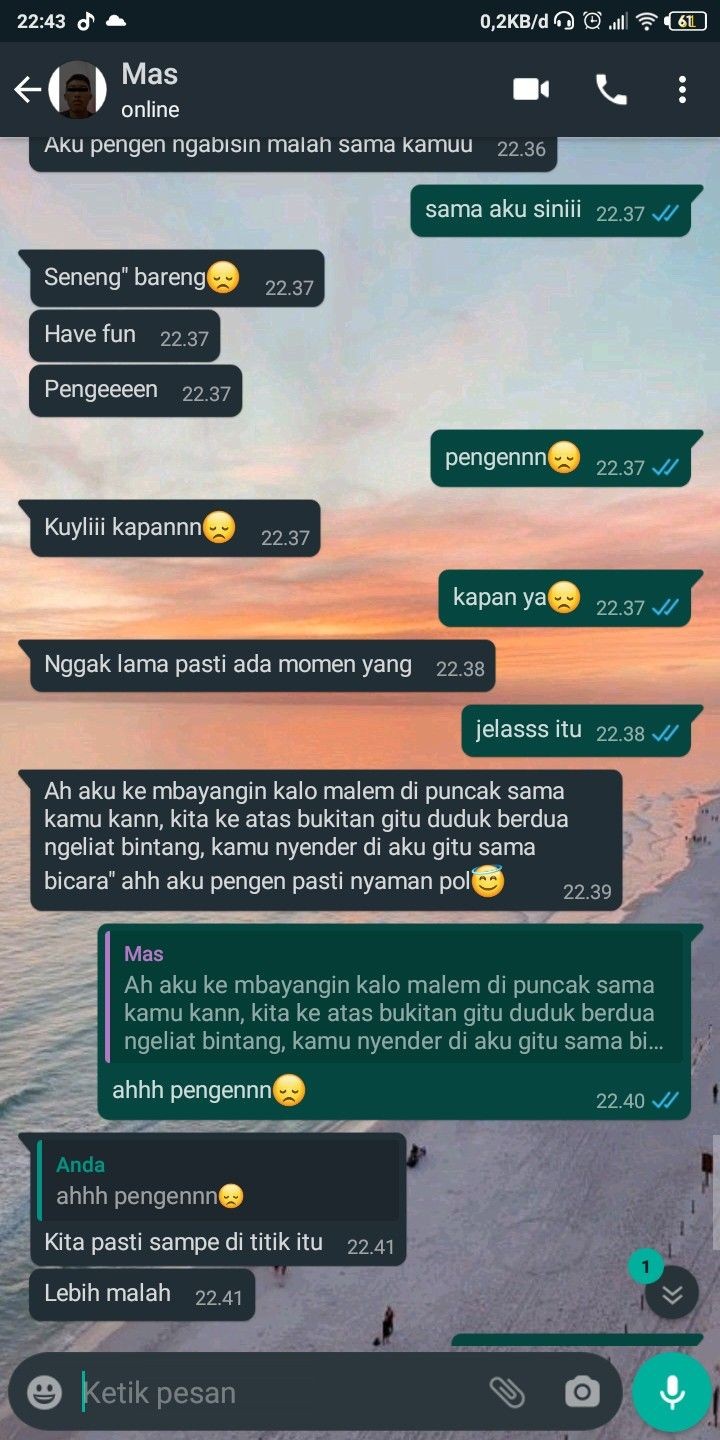 22:43
0,2KB/d
61
Mas
online
Aku pengen ngabisin malah sama kamuu 22.36
sama aku siniii 22.37
Seneng" bareng😞 22.37
Have fun 22.37
Pengeeeen 22.37
pengennn😞 22.37
Kuyliii kapannn😞 22.37
kapan ya😞 22.37
Nggak lama pasti ada momen yang 22.38
jelasss itu 22.38
Ah aku ke mbayangin kalo malem di puncak sama
kamu kann, kita ke atas bukitan gitu duduk berdua
ngeliat bintang, kamu nyender di aku gitu sama
bicara" ahh aku pengen pasti nyaman pol😇 22.39
Mas
Ah aku ke mbayangin kalo malem di puncak sama
kamu kann, kita ke atas bukitan gitu duduk berdua
ngeliat bintang, kamu nyender di aku gitu sama bi...
ahhh pengennn😞 22.40
Anda
ahhh pengennn😞
Kita pasti sampe di titik itu 22.41
Lebih malah 22.41
1
Ketik pesan